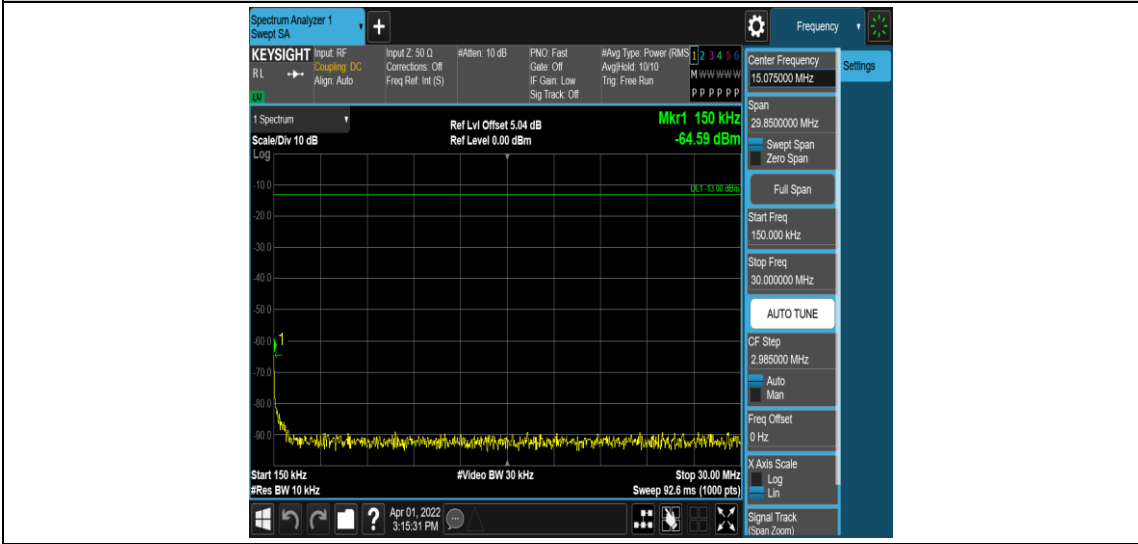 Spectrum Analyzer 1
Swept SA
+
Frequency
KEYSIGHT
RL
LXI
Input: RF
Coupling: DC
Align: Auto
Input Z: 50 Ω
Corrections: Off
Freq Ref: Int (S)
#Atten: 10 dB
PNO: Fast
Gate: Off
IF Gain: Low
Sig Track: Off
#Avg Type: Power (RMS
Avg|Hold: 10/10
Trig: Free Run
1 2 3 4 5 6
M W W W W W
P P P P P P
1 Spectrum
Scale/Div 10 dB
Log
Ref Lvl Offset 5.04 dB
Ref Level 0.00 dBm
Mkr1 150 kHz
-64.59 dBm
DL1 -13.00 dBm
-10.0
-20.0
-30.0
-40.0
-50.0
-60.0
1
-70.0
-80.0
-90.0
Start 150 kHz
#Video BW 30 kHz
Stop 30.00 MHz
#Res BW 10 kHz
Sweep 92.6 ms (1000 pts)
?
Apr 01, 2022
3:15:31 PM
Center Frequency
15.075000 MHz
Settings
Span
29.8500000 MHz
Swept Span
Zero Span
Full Span
Start Freq
150.000 kHz
Stop Freq
30.000000 MHz
AUTO TUNE
CF Step
2.985000 MHz
Auto
Man
Freq Offset
0 Hz
X Axis Scale
Log
Lin
Signal Track
(Span Zoom)